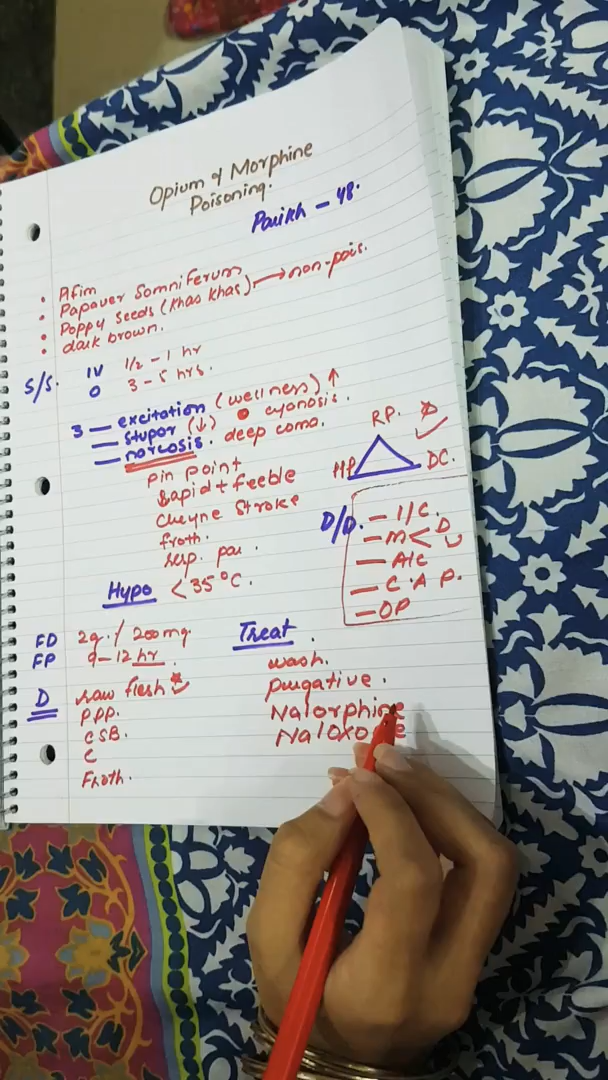 Opium & Morphine
Poisoning.
Parikh - 48.
• Afim
• Papaver Somniferum
• Poppy seeds (Khas Khas) → non-pois.
• dark brown.
S/S. IV 1/2 - 1 hr
O 3 - 5 hrs.
3 — excitation (wellness) ↑
— stupor (↓) • cyanosis.
— narcosis. deep coma.
pin point
Rapid + feeble
Cheyne Stroke
froth.
resp. par.
Hypo < 35°C.
RP.
HP DC.
D/D. — I/C.
— M < D
— A/C
— C. A P.
— OP
FD 2g. / 200mg.
FP 9-12 hr.
D raw flesh
PPP.
CSB.
C
Froth.
Treat.
wash.
purgative.
Nalorphine
Naloxone